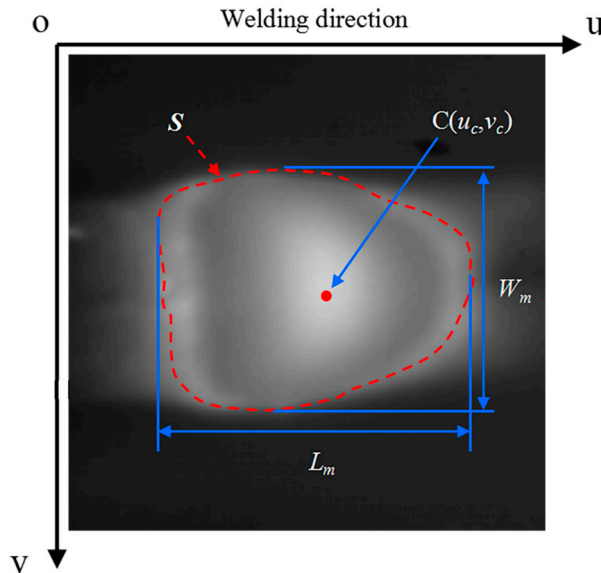 o
Welding direction
u
S
C(u_c,v_c)
W_m
L_m
v